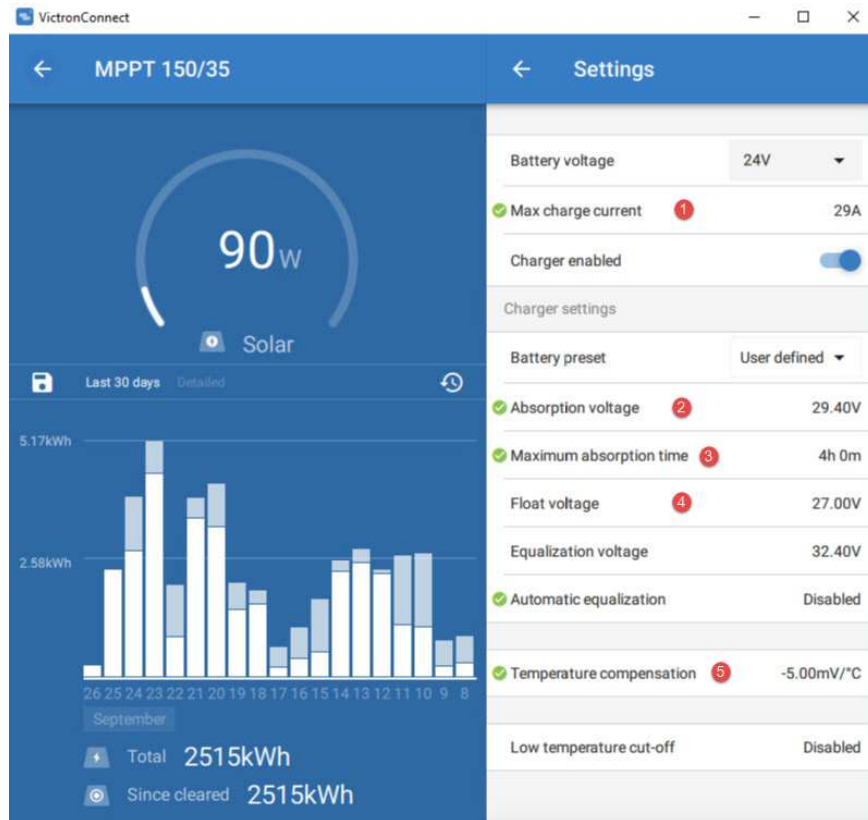 VictronConnect
MPPT 150/35
90W
Solar
Last 30 days Detailed
5.17kWh
2.58kWh
26 25 24 23 22 21 20 19 18 17 16 15 14 13 12 11 10 9 8
September
Total 2515kWh
Since cleared 2515kWh
Settings
Battery voltage 24V
Max charge current 1 29A
Charger enabled
Charger settings
Battery preset User defined
Absorption voltage 2 29.40V
Maximum absorption time 3 4h 0m
Float voltage 4 27.00V
Equalization voltage 32.40V
Automatic equalization Disabled
Temperature compensation 5 -5.00mV/°C
Low temperature cut-off Disabled